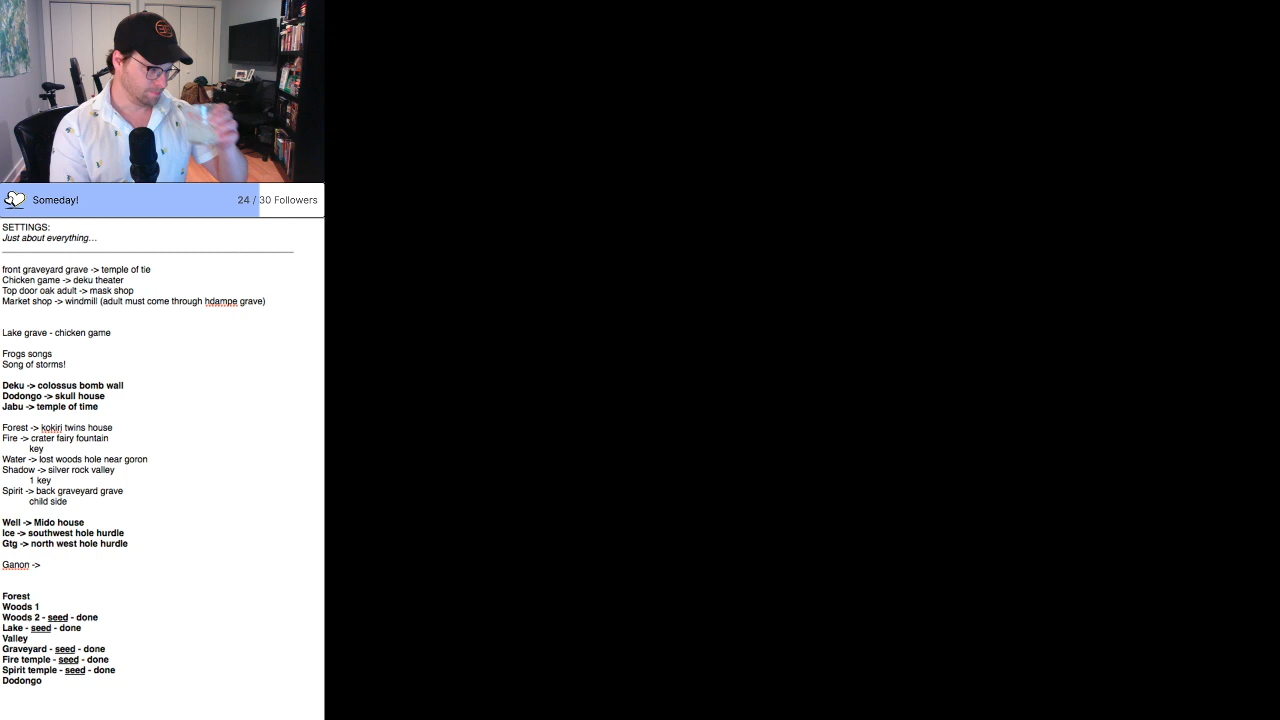 Someday!
24 / 30 Followers
SETTINGS:
Just about everything...
front graveyard grave -> temple of tie
Chicken game -> deku theater
Top door oak adult -> mask shop
Market shop -> windmill (adult must come through hdampe grave)
Lake grave - chicken game
Frogs songs
Song of storms!
Deku -> colossus bomb wall
Dodongo -> skull house
Jabu -> temple of time
Forest -> kokiri twins house
Fire -> crater fairy fountain
key
Water -> lost woods hole near goron
Shadow -> silver rock valley
1 key
Spirit -> back graveyard grave
child side
Well -> Mido house
Ice -> southwest hole hurdle
Gtg -> north west hole hurdle
Ganon ->
Forest
Woods 1
Woods 2 - seed - done
Lake - seed - done
Valley
Graveyard - seed - done
Fire temple - seed - done
Spirit temple - seed - done
Dodongo